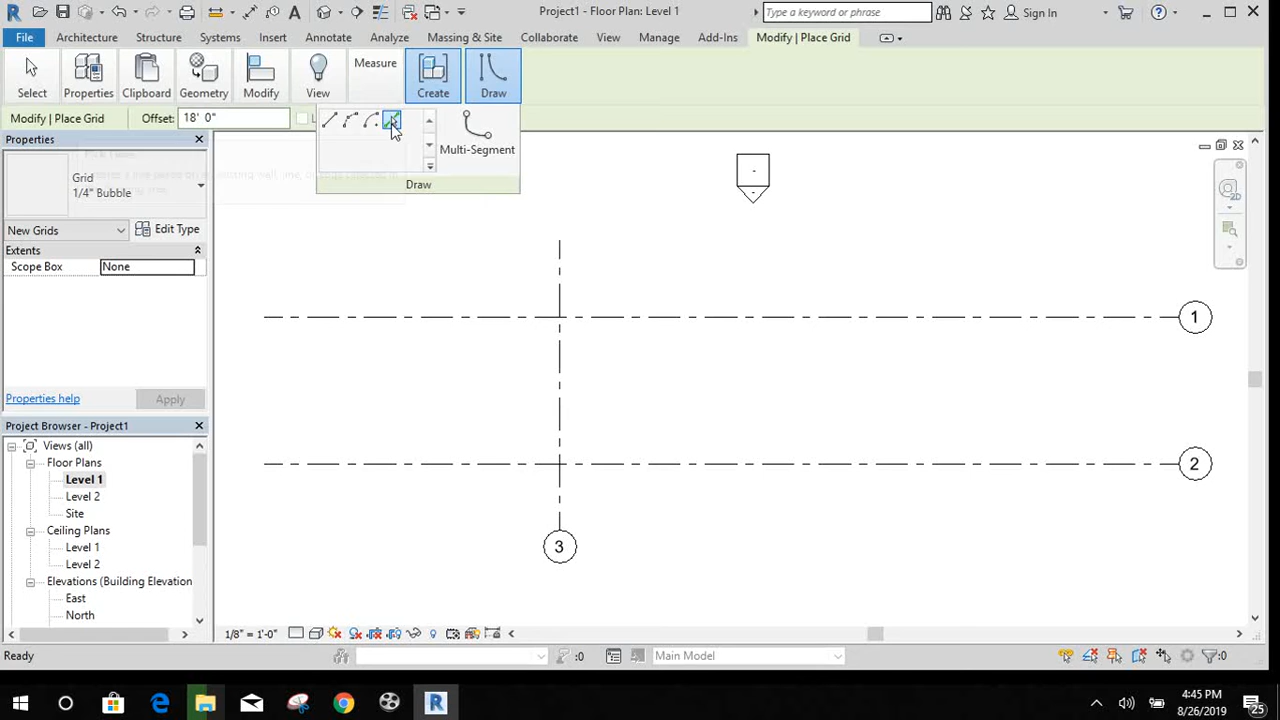 Project1 - Floor Plan: Level 1
Type a keyword or phrase
Sign In
File
Architecture
Structure
Systems
Insert
Annotate
Analyze
Massing & Site
Collaborate
View
Manage
Add-Ins
Modify | Place Grid
Select
Properties
Clipboard
Geometry
Modify
View
Measure
Create
Draw
Modify | Place Grid
Offset:
18' 0"
Multi-Segment
Draw
Properties
Grid
1/4" Bubble
New Grids
Edit Type
Extents
Scope Box
None
Properties help
Apply
Project Browser - Project1
Views (all)
Floor Plans
Level 1
Level 2
Site
Ceiling Plans
Level 1
Level 2
Elevations (Building Elevation
East
North
1
2
3
2D
1/8" = 1'-0"
Ready
:0
Main Model
:0
4:45 PM
8/26/2019
25